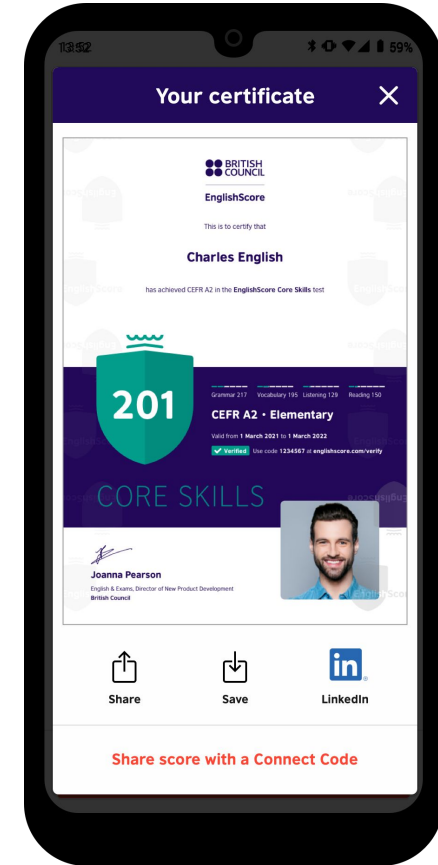 59%
Your certificate
BRITISH
COUNCIL
EnglishScore
This is to certify that
Charles English
has achieved CEFR A2 in the EnglishScore Core Skills test
201
Grammar 217 Vocabulary 195 Listening 129 Reading 150
CEFR A2 • Elementary
Valid from 1 March 2021 to 1 March 2022
Verified Use code 1234567 at englishscore.com/verify
CORE SKILLS
Joanna Pearson
English & Exams, Director of New Product Development
British Council
Share
Save
in
LinkedIn
Share score with a Connect Code